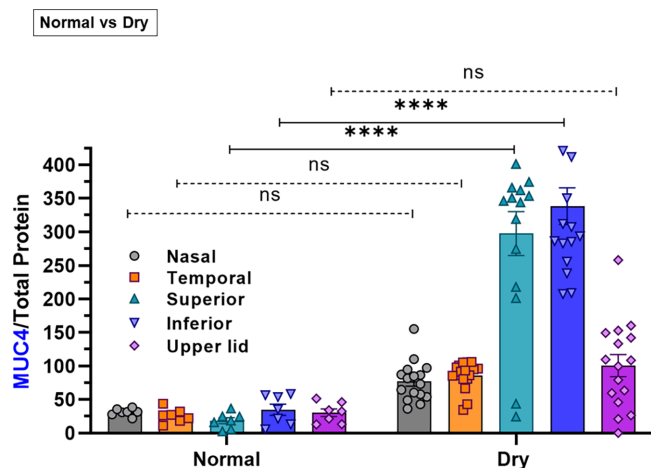 Normal vs Dry
ns
****
****
ns
ns
MUC4/Total Protein
400
350
300
250
200
150
100
50
0
Nasal
Temporal
Superior
Inferior
Upper lid
Normal
Dry